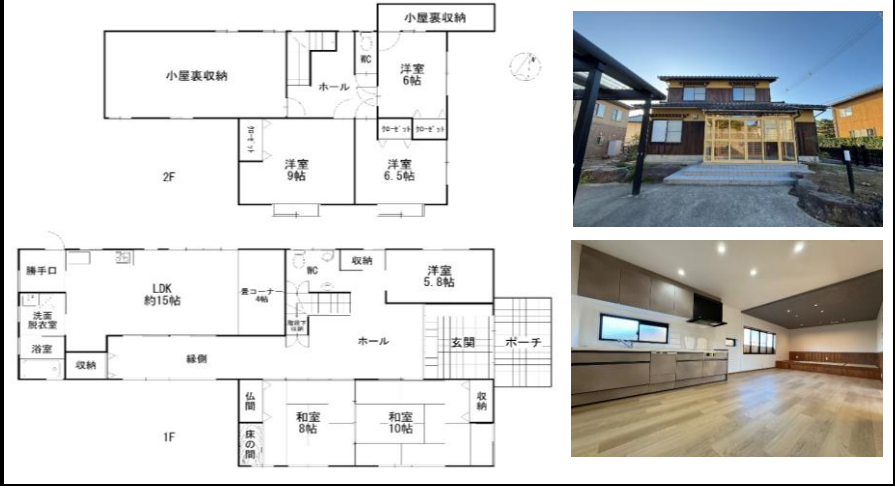 小屋裏収納
小屋裏収納
ホール
WC
洋室
6帖
クローゼット
クローゼット
クローゼット
洋室
9帖
洋室
6.5帖
2F
N
勝手口
LDK
約15帖
畳コーナー
4帖
WC
収納
洋室
5.8帖
洗面
脱衣室
浴室
収納
縁側
階段下
収納
ホール
玄関
ポーチ
仏間
床の間
和室
8帖
和室
10帖
収納
1F